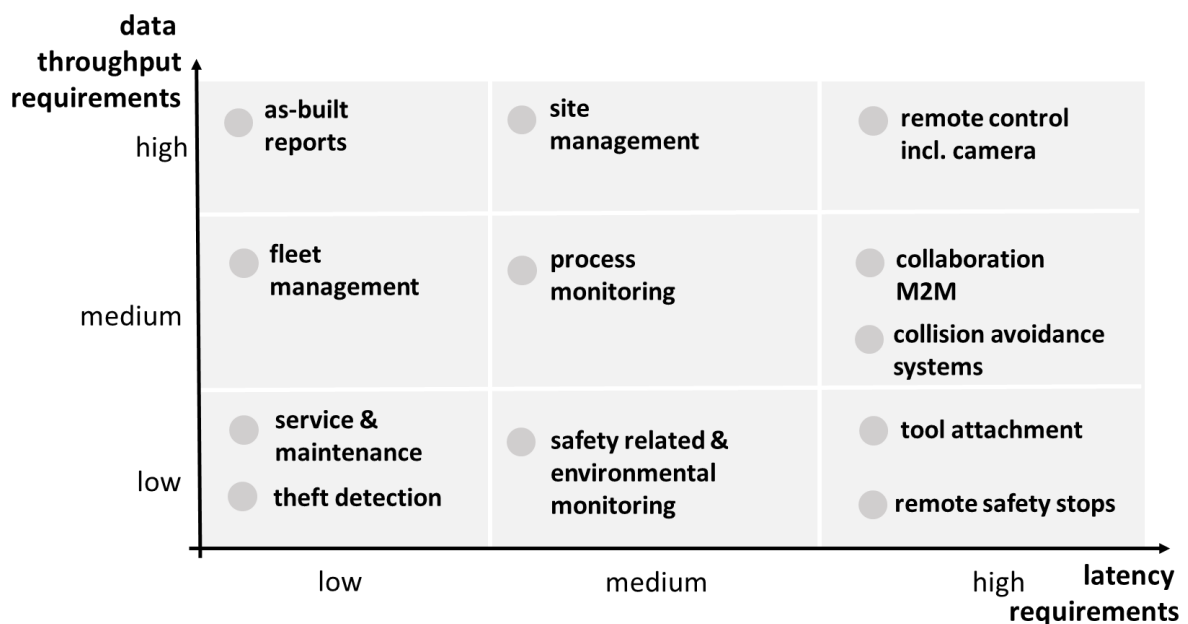 data
throughput
requirements
high
as-built
reports
site
management
remote control
incl. camera
medium
fleet
management
process
monitoring
collaboration
M2M
collision avoidance
systems
low
service &
maintenance
theft detection
safety related &
environmental
monitoring
tool attachment
remote safety stops
low
medium
high
latency
requirements